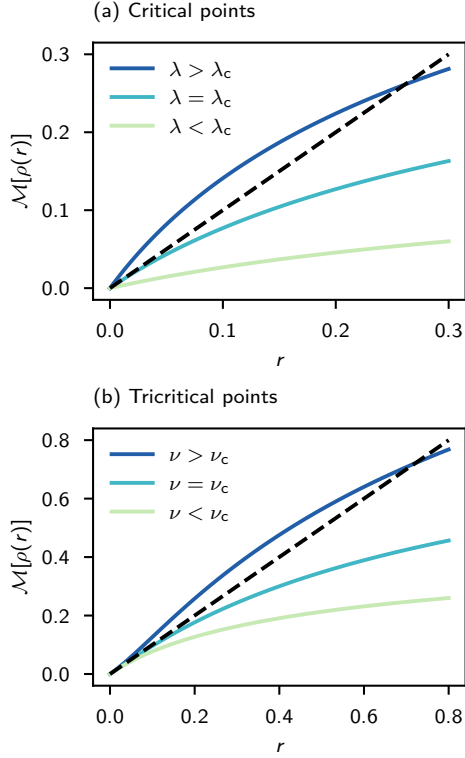 (a) Critical points
λ > λc
λ = λc
λ < λc
0.3
0.2
0.1
0.0
ℳ[ρ(r)]
0.0 0.1 0.2 0.3
r
(b) Tricritical points
ν > νc
ν = νc
ν < νc
0.8
0.6
0.4
0.2
0.0
ℳ[ρ(r)]
0.0 0.2 0.4 0.6 0.8
r